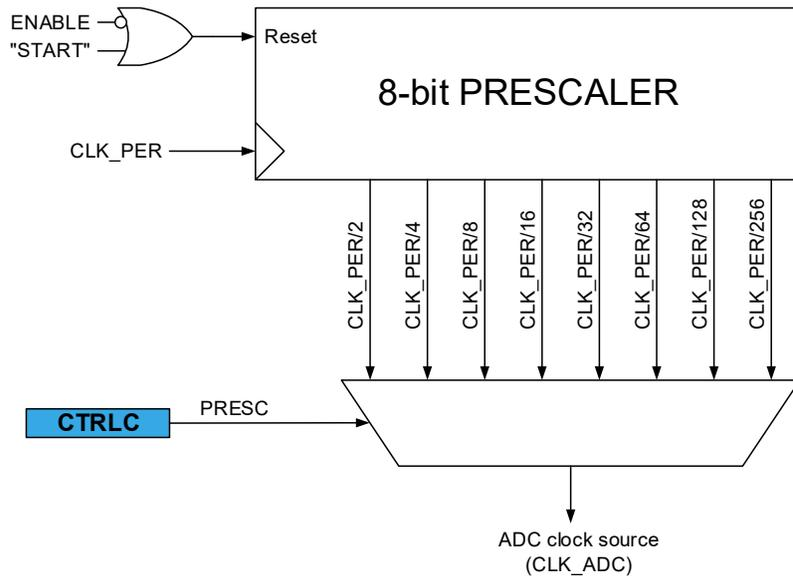 ENABLE
"START"
Reset
8-bit PRESCALER
CLK_PER
CLK_PER/2
CLK_PER/4
CLK_PER/8
CLK_PER/16
CLK_PER/32
CLK_PER/64
CLK_PER/128
CLK_PER/256
CTRLC
PRESC
ADC clock source
(CLK_ADC)